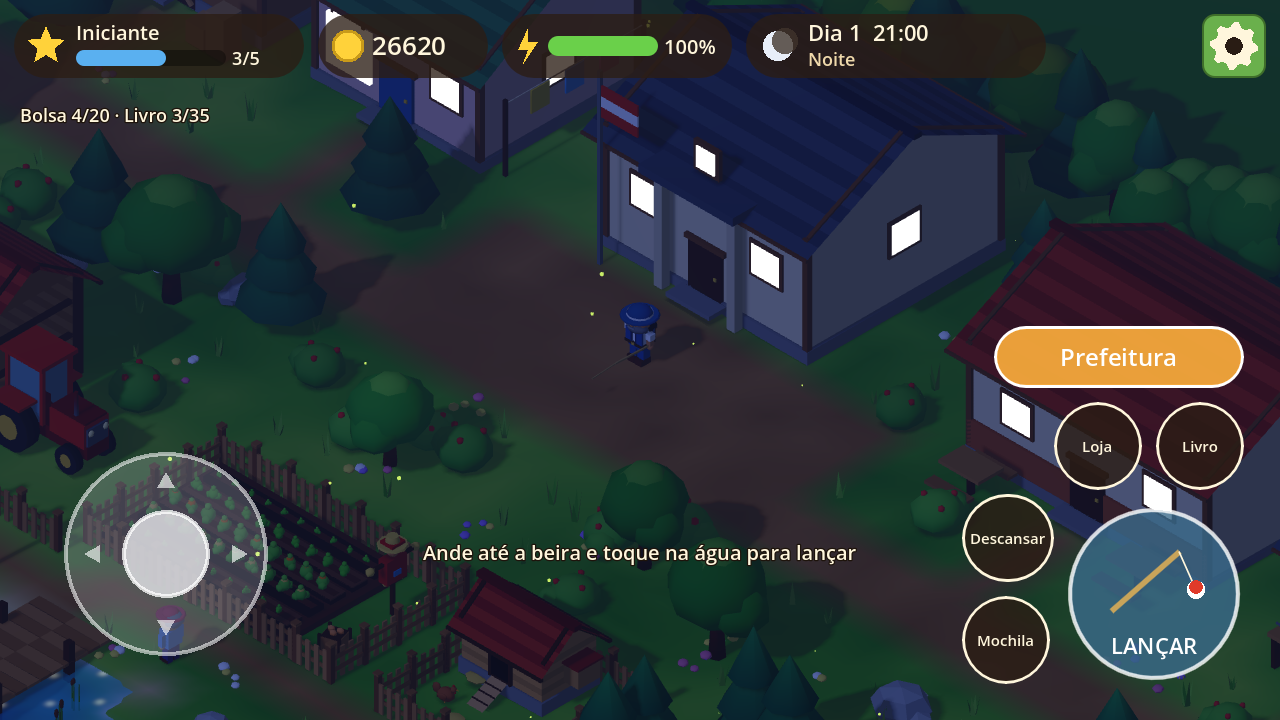 Iniciante
3/5
26620
100%
Dia 1 21:00
Noite
Bolsa 4/20 · Livro 3/35
Prefeitura
Loja
Livro
Descansar
Ande até a beira e toque na água para lançar
Mochila
LANÇAR